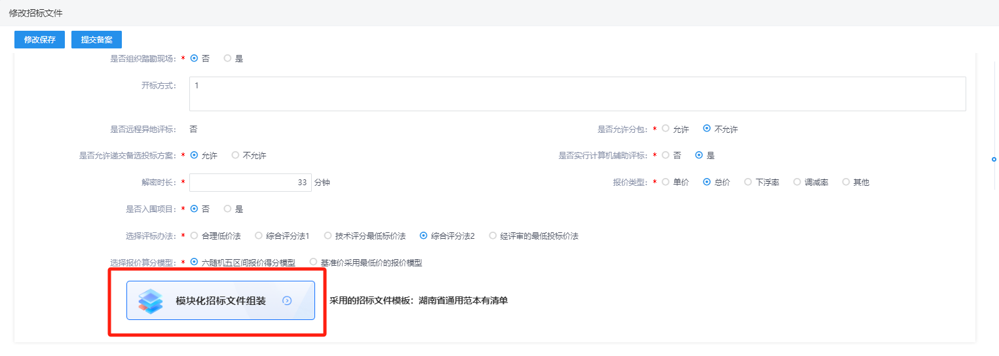 修改招标文件
修改保存 提交备案
是否组织踏勘现场： * 否 是
开标方式： 1
是否远程异地评标： 否 是否允许分包： * 允许 不允许
是否允许递交备选投标方案： * 允许 不允许 是否实行计算机辅助评标： * 否 是
解密时长： * 33 分钟 报价类型： * 单价 总价 下浮率 调减率 其他
是否入围项目： * 否 是
选择评标办法： * 合理低价法 综合评分法1 技术评分最低标价法 综合评分法2 经评审的最低投标价法
选择报价算分模型： * 六随机五区间报价得分模型 基准价采用最低价的报价模型
模块化招标文件组装 采用的招标文件模板：湖南省通用范本有清单